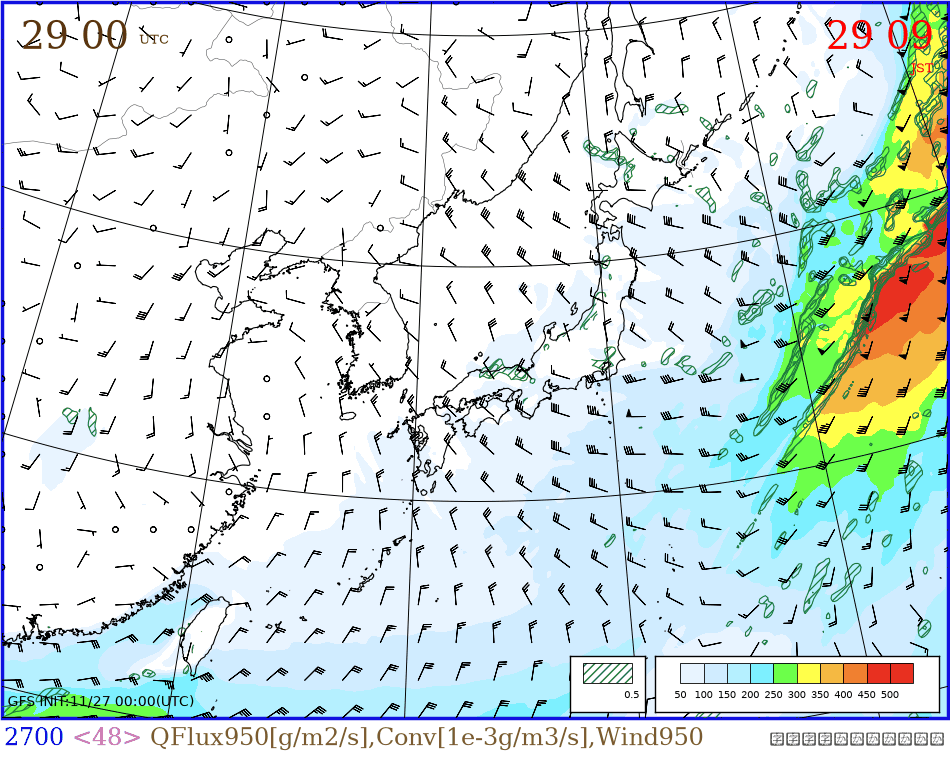 29 00 UTC
29 09 JST
0.5
50 100 150 200 250 300 350 400 450 500
GFS INIT:11/27 00:00(UTC)
2700 <48> QFlux950[g/m2/s],Conv[1e-3g/m3/s],Wind950